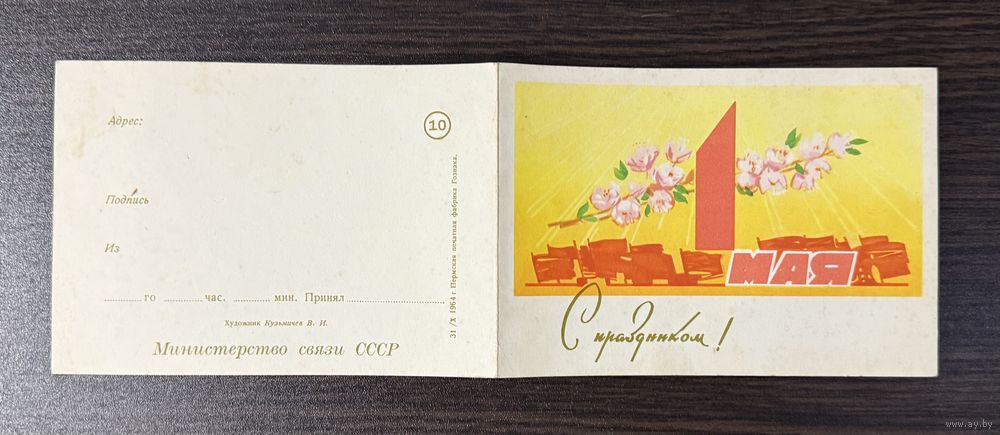 Адрес:
10
Подпись
Из
го час. мин. Принял
Художник Кузьмичев В. И.
Министерство связи СССР
31/X 1964 г Пермская печатная фабрика Гознака.
1
МАЯ
С праздником!
www.ay.by